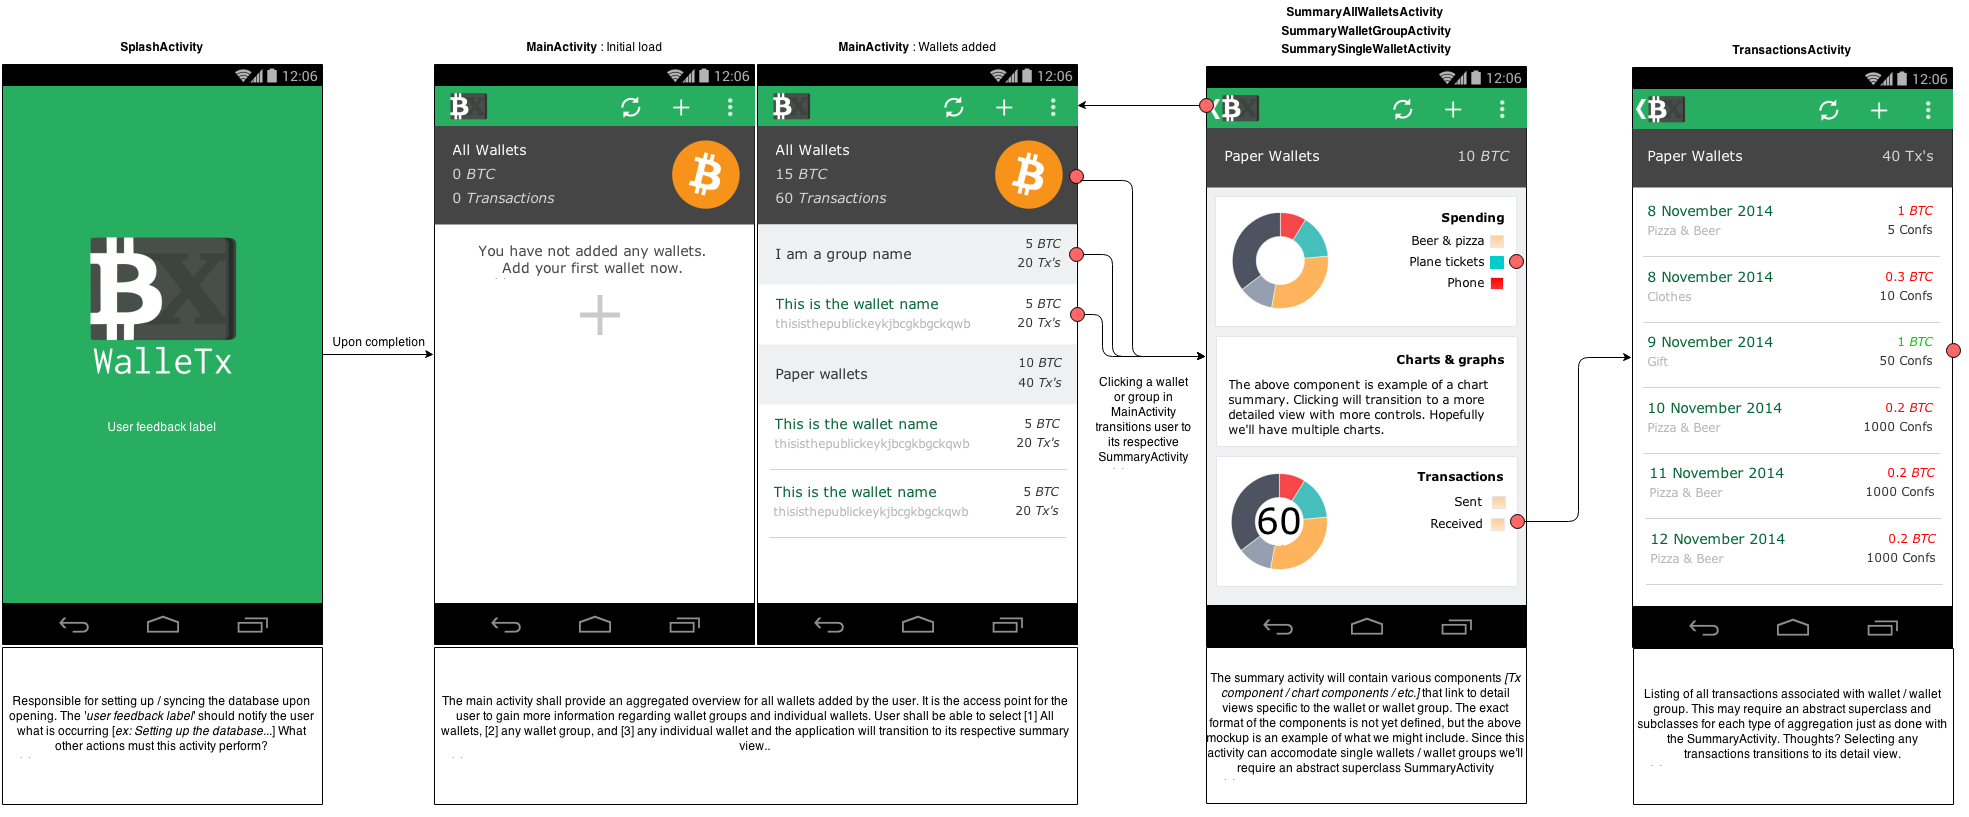 SplashActivity
12:06
WalleTx
User feedback label
Responsible for setting up / syncing the database upon
opening. The 'user feedback label' should notify the user
what is occurring [ex: Setting up the database...] What
other actions must this activity perform?
Upon completion
MainActivity : Initial load
12:06
All Wallets
0 BTC
0 Transactions
You have not added any wallets.
Add your first wallet now.
MainActivity : Wallets added
12:06
All Wallets
15 BTC
60 Transactions
I am a group name
5 BTC
20 Tx's
This is the wallet name
5 BTC
thisisthepublickeykjbcgkbgckqwb
20 Tx's
Paper wallets
10 BTC
40 Tx's
This is the wallet name
5 BTC
thisisthepublickeykjbcgkbgckqwb
20 Tx's
This is the wallet name
5 BTC
thisisthepublickeykjbcgkbgckqwb
20 Tx's
The main activity shall provide an aggregated overview for all wallets added by the user. It is the access point for the
user to gain more information regarding wallet groups and individual wallets. User shall be able to select [1] All
wallets, [2] any wallet group, and [3] any individual wallet and the application will transition to its respective summary
view..
Clicking a wallet
or group in
MainActivity
transitions user to
its respective
SummaryActivity
SummaryAllWalletsActivity
SummaryWalletGroupActivity
SummarySingleWalletActivity
12:06
Paper Wallets
10 BTC
Spending
Beer & pizza
Plane tickets
Phone
Charts & graphs
The above component is example of a chart
summary. Clicking will transition to a more
detailed view with more controls. Hopefully
we'll have multiple charts.
Transactions
60
Sent
Received
The summary activity will contain various components [Tx
component / chart components / etc.] that link to detail
views specific to the wallet or wallet group. The exact
format of the components is not yet defined, but the above
mockup is an example of what we might include. Since this
activity can accomodate single wallets / wallet groups we'll
require an abstract superclass SummaryActivity
TransactionsActivity
12:06
Paper Wallets
40 Tx's
8 November 2014
1 BTC
Pizza & Beer
5 Confs
8 November 2014
0.3 BTC
Clothes
10 Confs
9 November 2014
1 BTC
Gift
50 Confs
10 November 2014
0.2 BTC
Pizza & Beer
1000 Confs
11 November 2014
0.2 BTC
Pizza & Beer
1000 Confs
12 November 2014
0.2 BTC
Pizza & Beer
1000 Confs
Listing of all transactions associated with wallet / wallet
group. This may require an abstract superclass and
subclasses for each type of aggregation just as done with
the SummaryActivity. Thoughts? Selecting any
transactions transitions to its detail view.